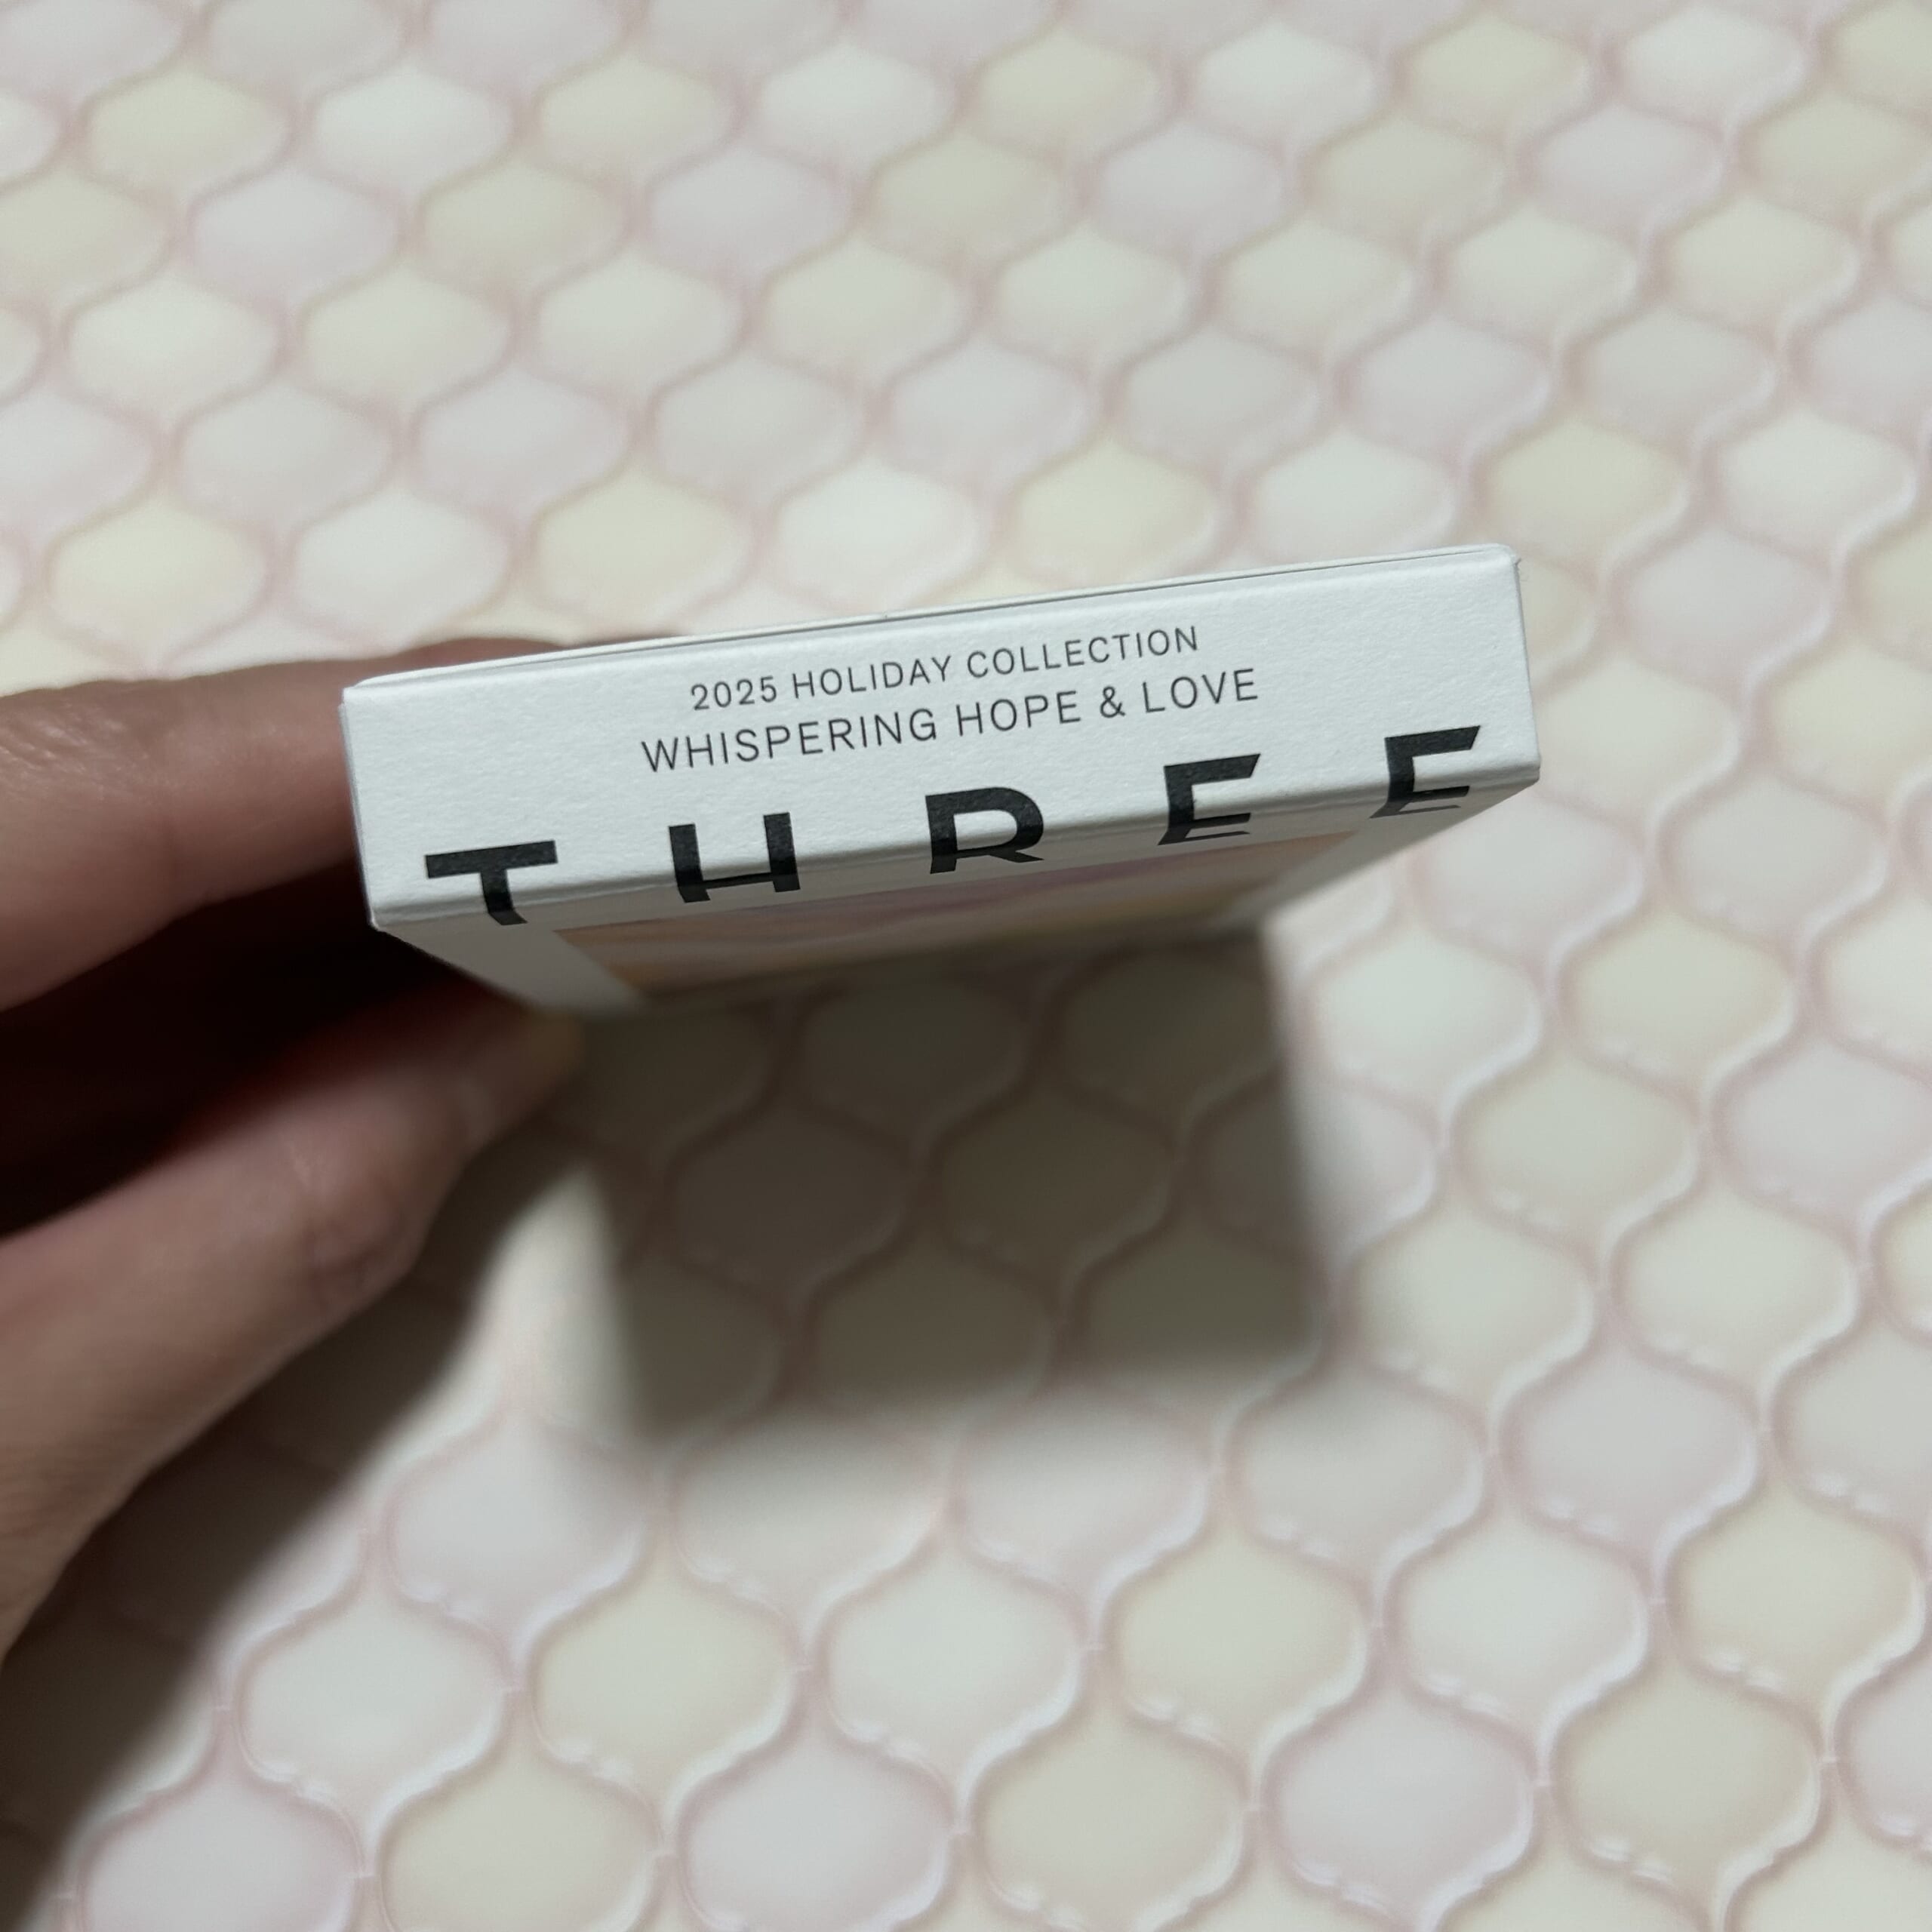 2025 HOLIDAY COLLECTION
WHISPERING HOPE & LOVE
THREE